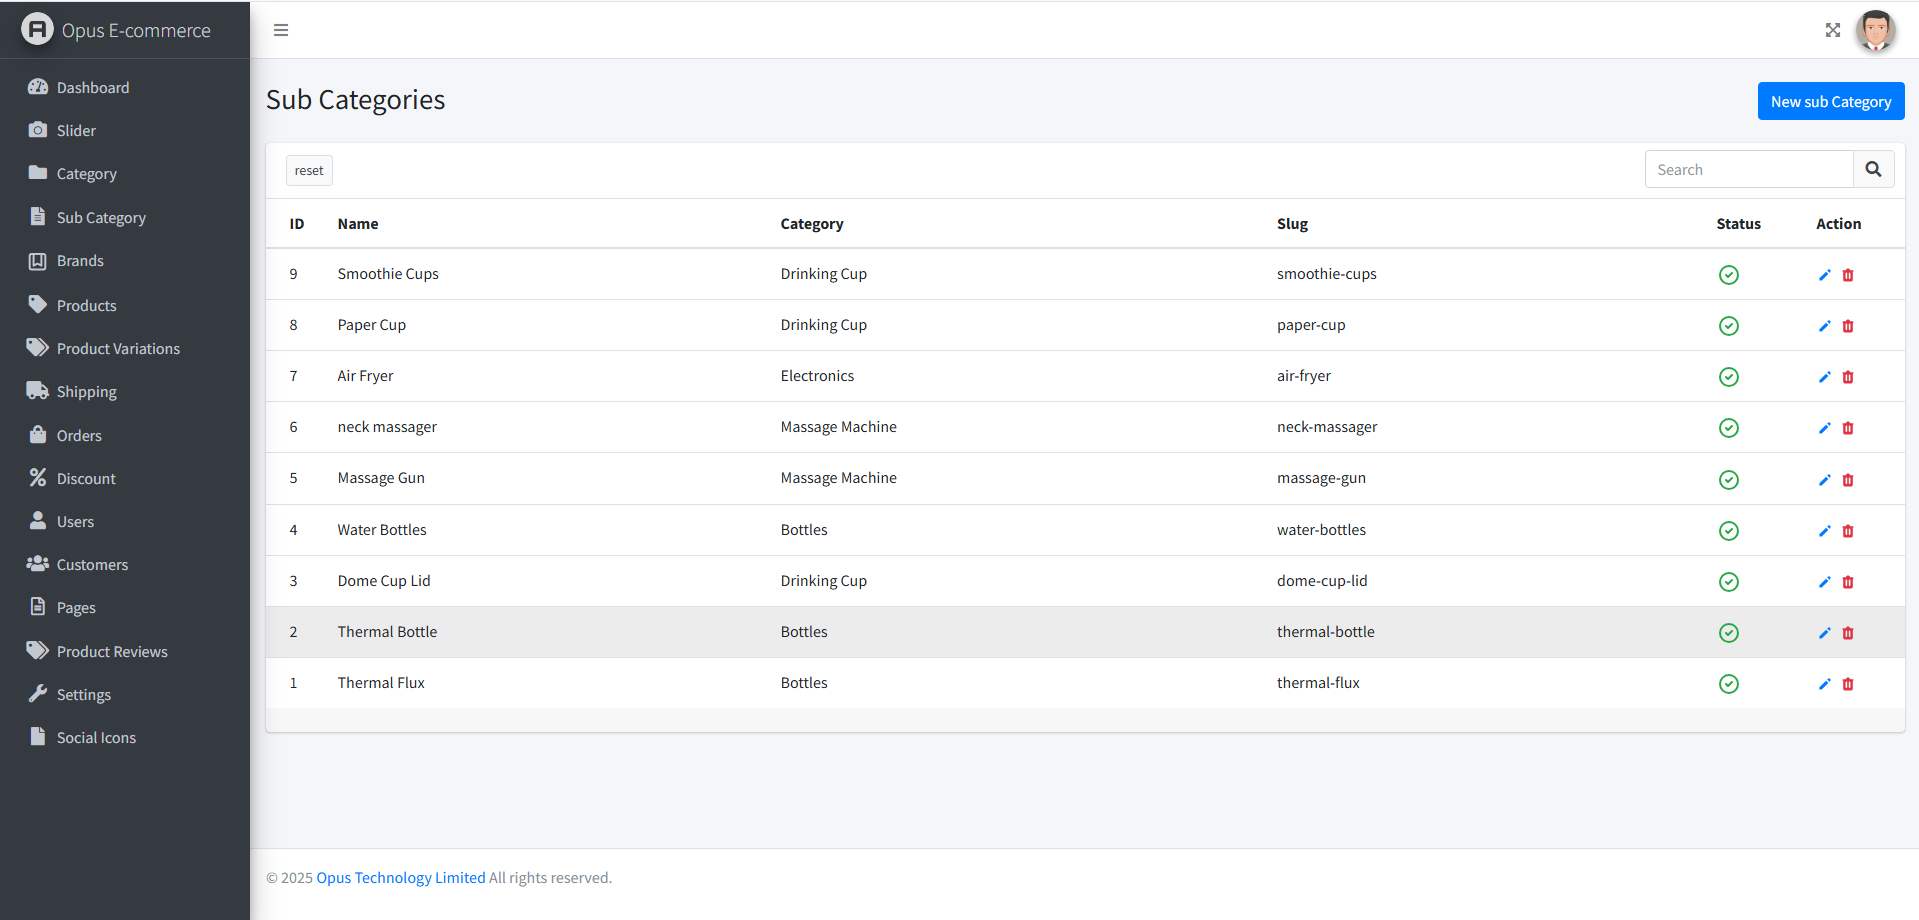 Opus E-commerce
Dashboard
Slider
Category
Sub Category
Brands
Products
Product Variations
Shipping
Orders
Discount
Users
Customers
Pages
Product Reviews
Settings
Social Icons
Sub Categories
New sub Category
reset
Search
ID Name Category Slug Status Action
9 Smoothie Cups Drinking Cup smoothie-cups
8 Paper Cup Drinking Cup paper-cup
7 Air Fryer Electronics air-fryer
6 neck massager Massage Machine neck-massager
5 Massage Gun Massage Machine massage-gun
4 Water Bottles Bottles water-bottles
3 Dome Cup Lid Drinking Cup dome-cup-lid
2 Thermal Bottle Bottles thermal-bottle
1 Thermal Flux Bottles thermal-flux
© 2025 Opus Technology Limited All rights reserved.